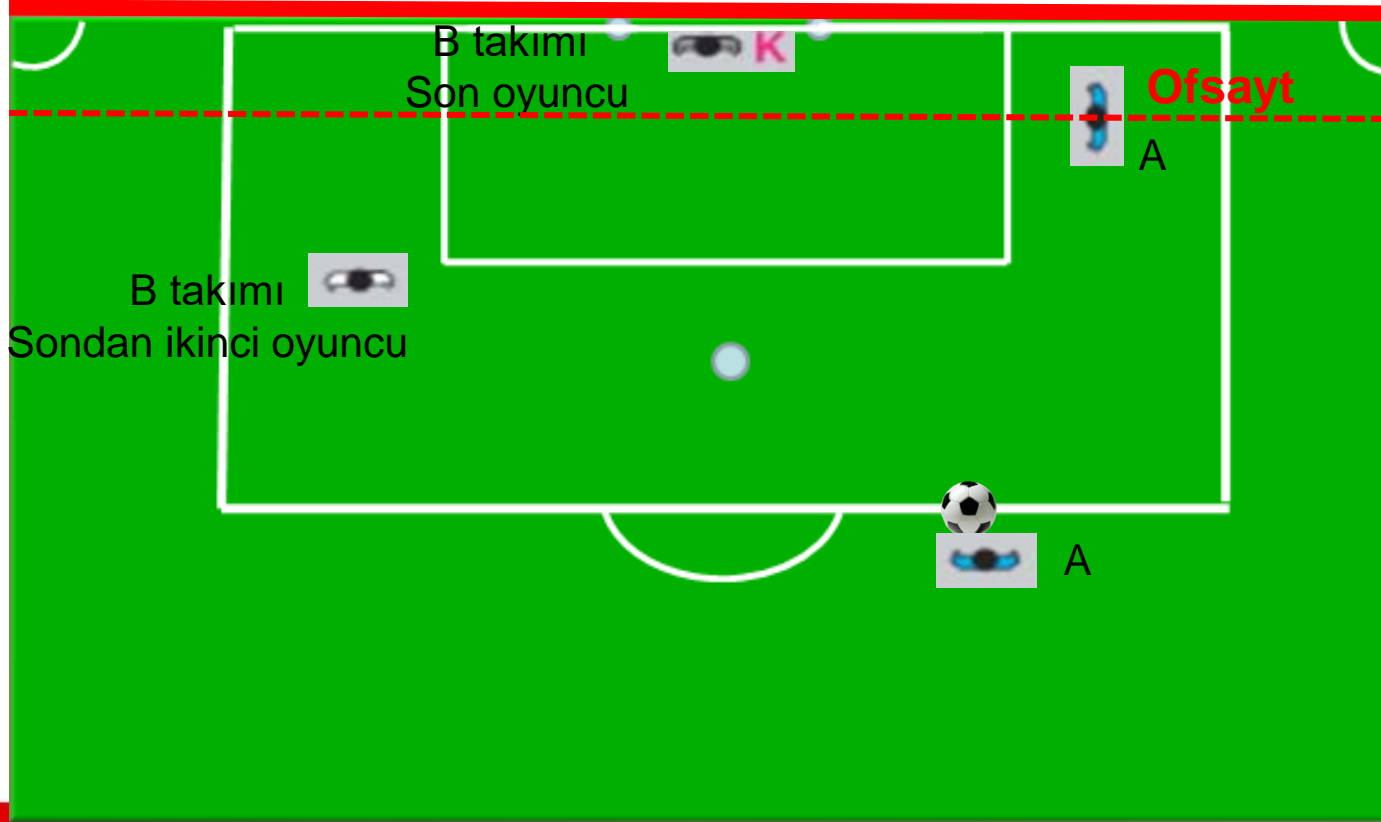 B takımı
Son oyuncu
K
Ofsayt
A
B takımı
Sondan ikinci oyuncu
A